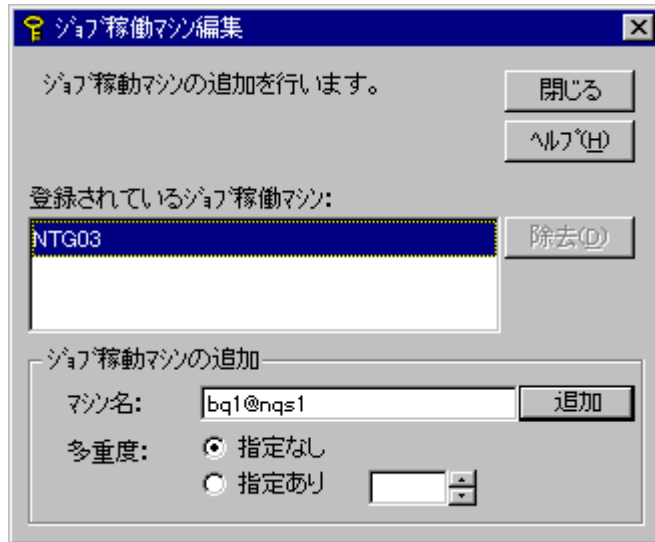 ジョブ稼働マシン編集
ｼﾞｮﾌﾞ稼動ﾏｼﾝの追加を行います。
閉じる
ﾍﾙﾌﾟ(H)
登録されているｼﾞｮﾌﾞ稼働ﾏｼﾝ:
NTG03
除去(D)
ｼﾞｮﾌﾞ稼動ﾏｼﾝの追加
ﾏｼﾝ名:
bq1@nqs1
追加
多重度:
指定なし
指定あり